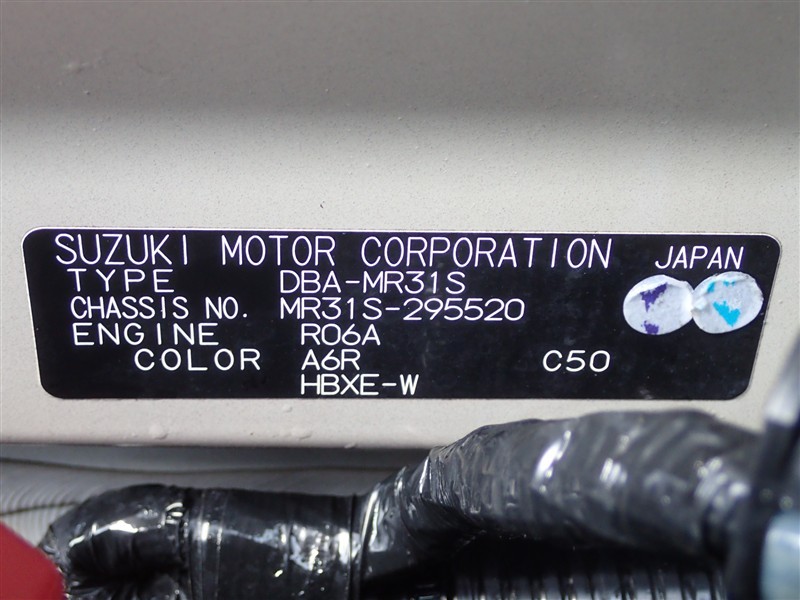 SUZUKI MOTOR CORPORATION JAPAN
TYPE DBA-MR31S
CHASSIS NO. MR31S-295520
ENGINE R06A
COLOR A6R C50
HBXE-W